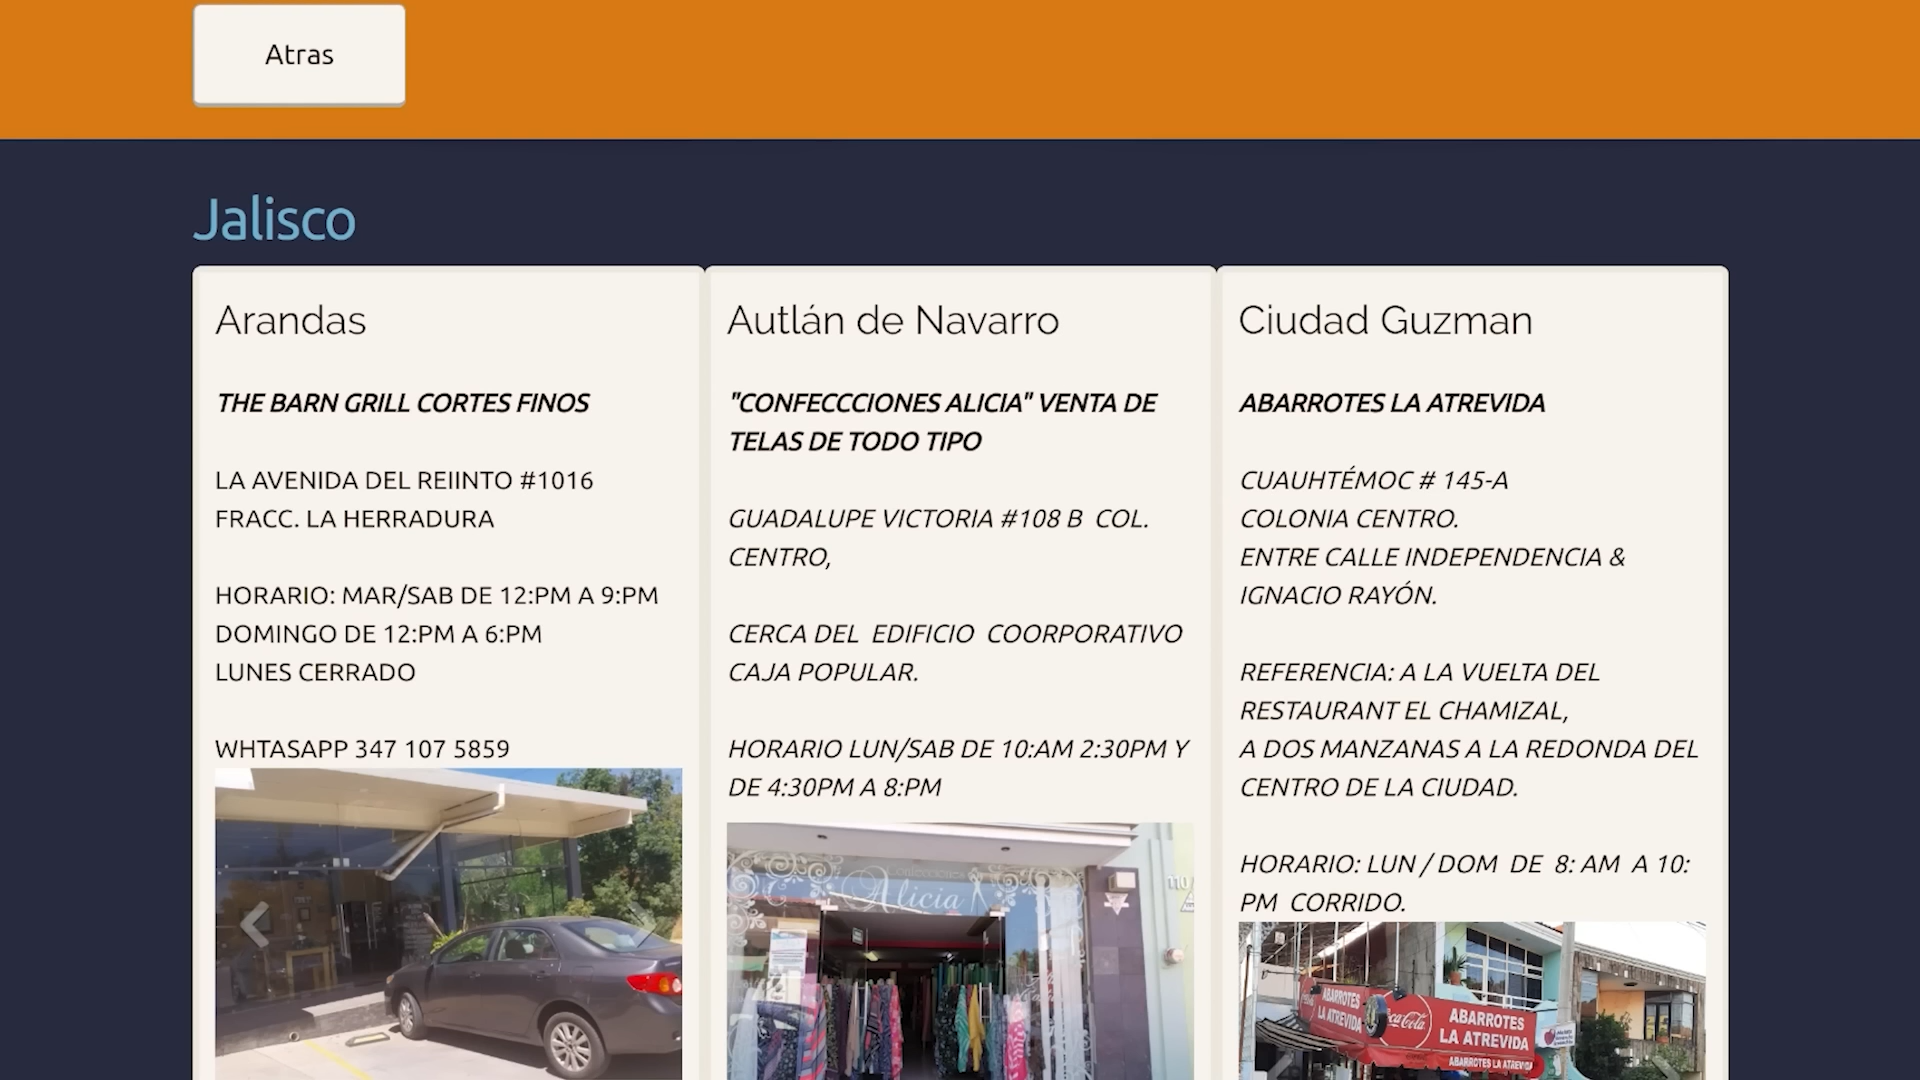 Atras
Jalisco
Arandas
THE BARN GRILL CORTES FINOS
LA AVENIDA DEL REIINTO #1016
FRACC. LA HERRADURA
HORARIO: MAR/SAB DE 12:PM A 9:PM
DOMINGO DE 12:PM A 6:PM
LUNES CERRADO
WHTASAPP 347 107 5859
Autlán de Navarro
"CONFECCCIONES ALICIA" VENTA DE
TELAS DE TODO TIPO
GUADALUPE VICTORIA #108 B COL.
CENTRO,
CERCA DEL EDIFICIO COORPORATIVO
CAJA POPULAR.
HORARIO LUN/SAB DE 10:AM 2:30PM Y
DE 4:30PM A 8:PM
Confecciones
Alicia
110
Ciudad Guzman
ABARROTES LA ATREVIDA
CUAUHTÉMOC # 145-A
COLONIA CENTRO.
ENTRE CALLE INDEPENDENCIA &
IGNACIO RAYÓN.
REFERENCIA: A LA VUELTA DEL
RESTAURANT EL CHAMIZAL,
A DOS MANZANAS A LA REDONDA DEL
CENTRO DE LA CIUDAD.
HORARIO: LUN / DOM DE 8: AM A 10:
PM CORRIDO.
ABARROTES
LA ATREVIDA
Coca-Cola
ABARROTES
LA ATREVIDA
ABARROTES LA ATREVIDA